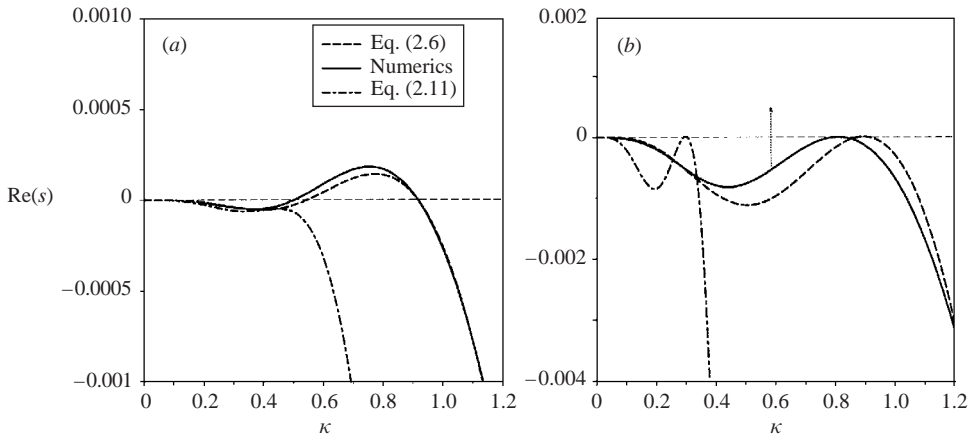 0.0010
(a)
Eq. (2.6)
Numerics
Eq. (2.11)
0.0005
Re(s)
0
−0.0005
−0.001
0 0.2 0.4 0.6 0.8 1.0 1.2
κ
0.002
(b)
0
−0.002
−0.004
0 0.2 0.4 0.6 0.8 1.0 1.2
κ